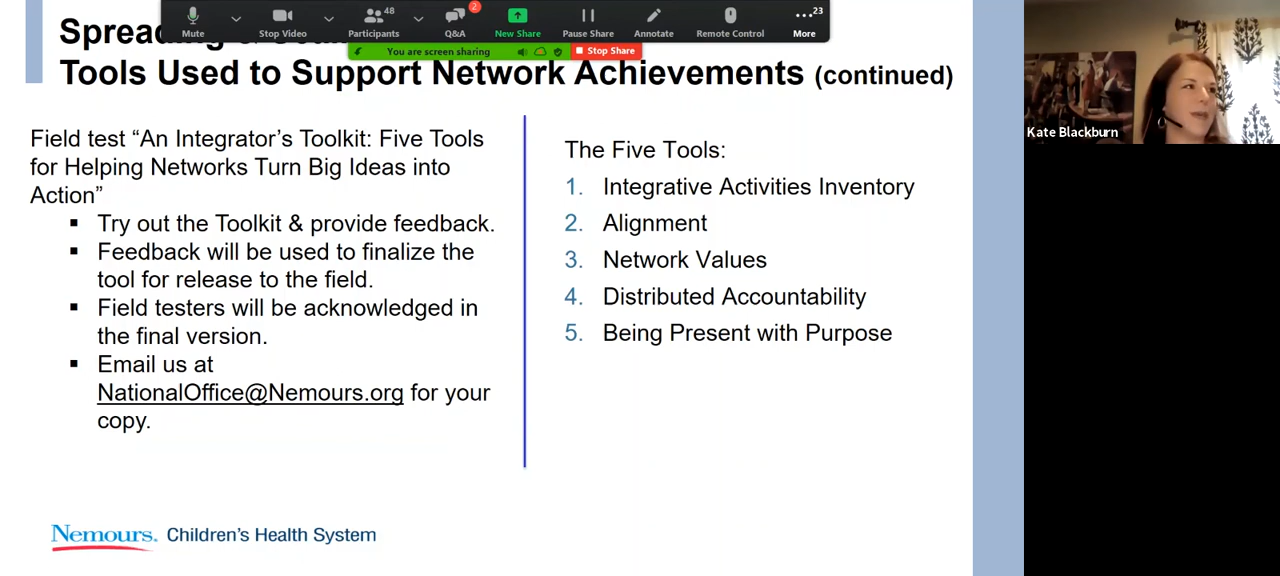 48
2
23
Mute
Stop Video
Participants
Q&A
New Share
Pause Share
Annotate
Remote Control
More
You are screen sharing
Stop Share
Tools Used to Support Network Achievements (continued)
Field test “An Integrator’s Toolkit: Five Tools
for Helping Networks Turn Big Ideas into
Action”
▪ Try out the Toolkit & provide feedback.
▪ Feedback will be used to finalize the
tool for release to the field.
▪ Field testers will be acknowledged in
the final version.
▪ Email us at
NationalOffice@Nemours.org for your
copy.
The Five Tools:
1. Integrative Activities Inventory
2. Alignment
3. Network Values
4. Distributed Accountability
5. Being Present with Purpose
Nemours. Children's Health System
Kate Blackburn